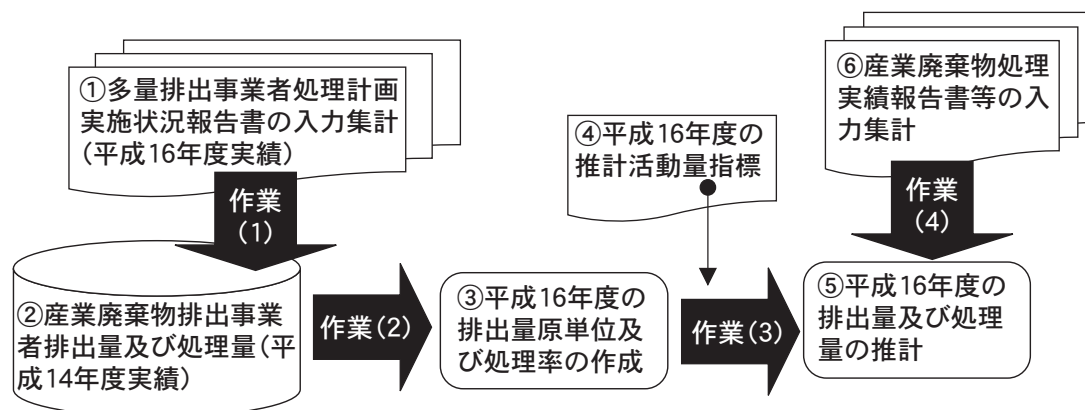 ①多量排出事業者処理計画
実施状況報告書の入力集計
(平成16年度実績)
作業
(1)
②産業廃棄物排出事業
者排出量及び処理量(平
成14年度実績)
作業(2)
③平成16年度の
排出量原単位及
び処理率の作成
④平成16年度の
推計活動量指標
作業(3)
⑥産業廃棄物処理
実績報告書等の入
力集計
作業
(4)
⑤平成16年度の
排出量及び処理
量の推計